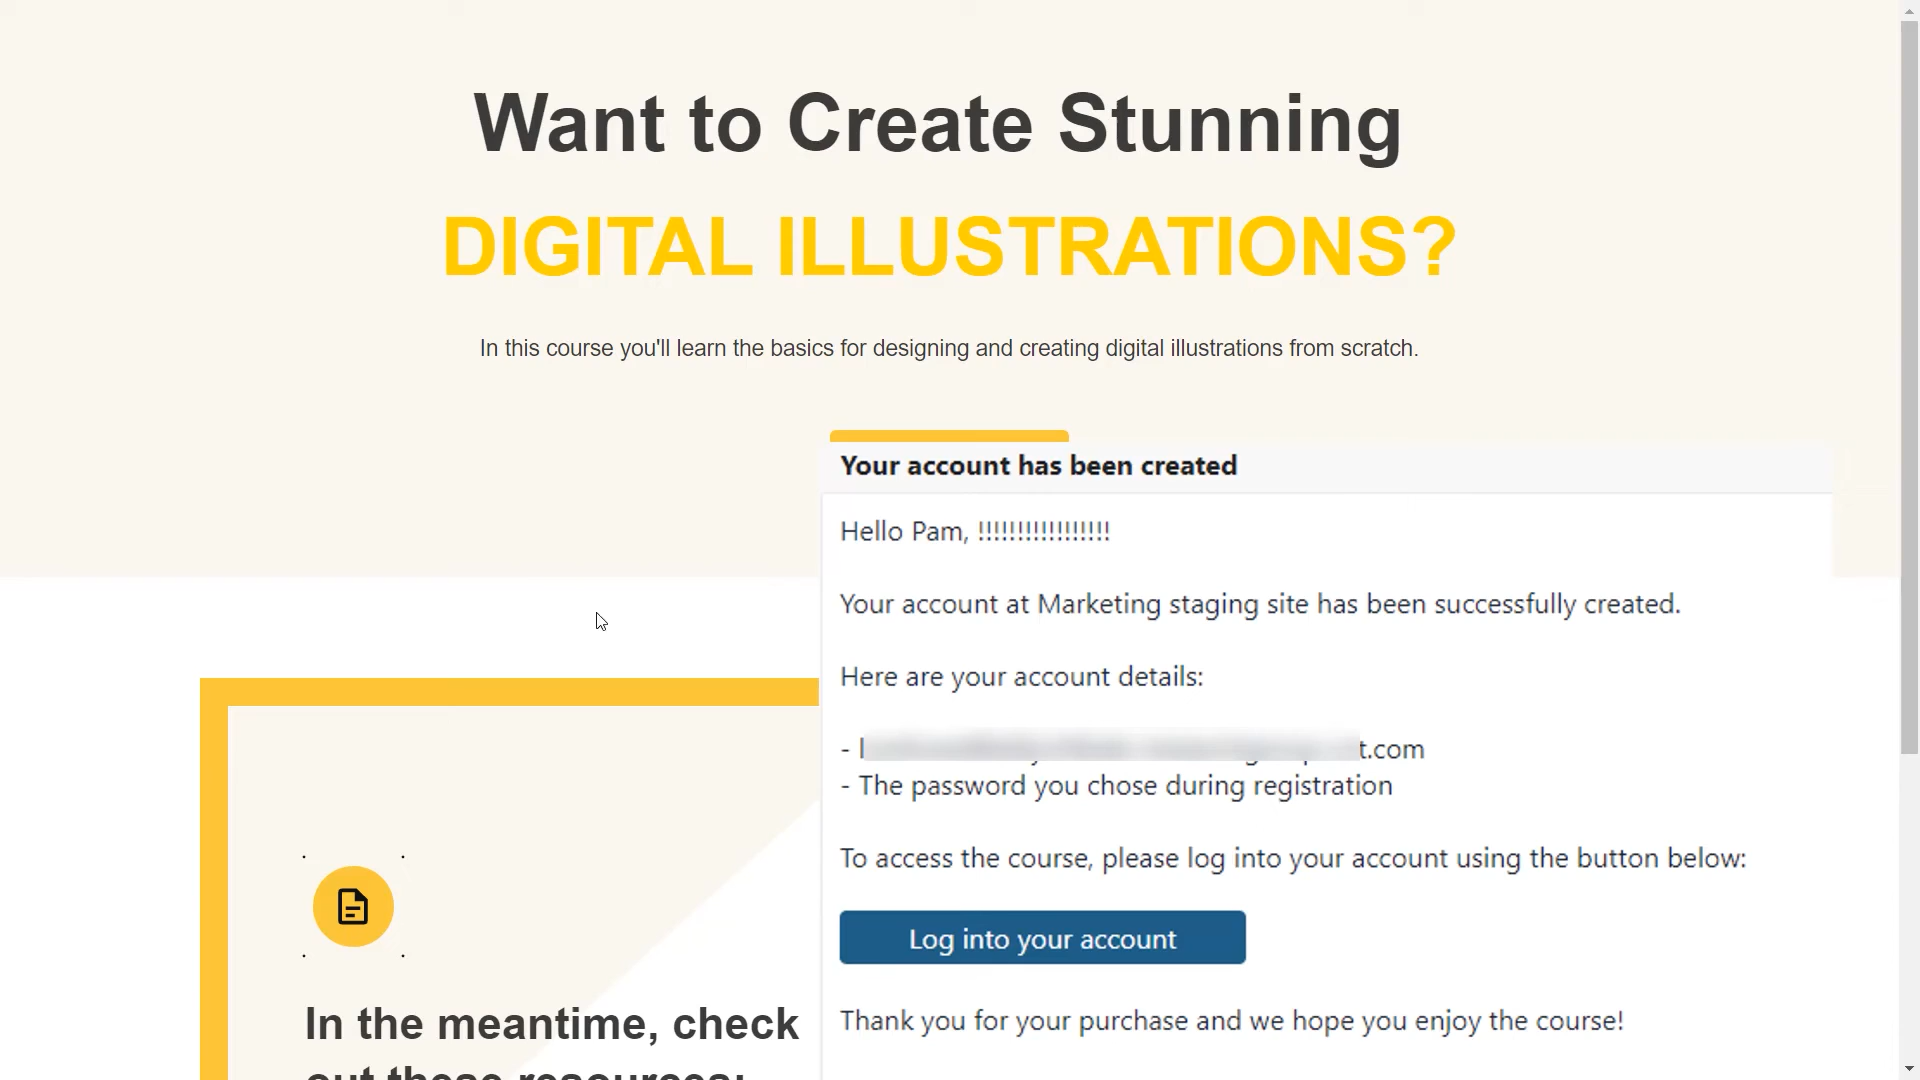 Want to Create Stunning
DIGITAL ILLUSTRATIONS?
In this course you'll learn the basics for designing and creating digital illustrations from scratch.
Your account has been created
Hello Pam, !!!!!!!!!!!!!!!!!
Your account at Marketing staging site has been successfully created.
Here are your account details:
- t.com
- The password you chose during registration
To access the course, please log into your account using the button below:
Log into your account
Thank you for your purchase and we hope you enjoy the course!
In the meantime, check
out these resources: